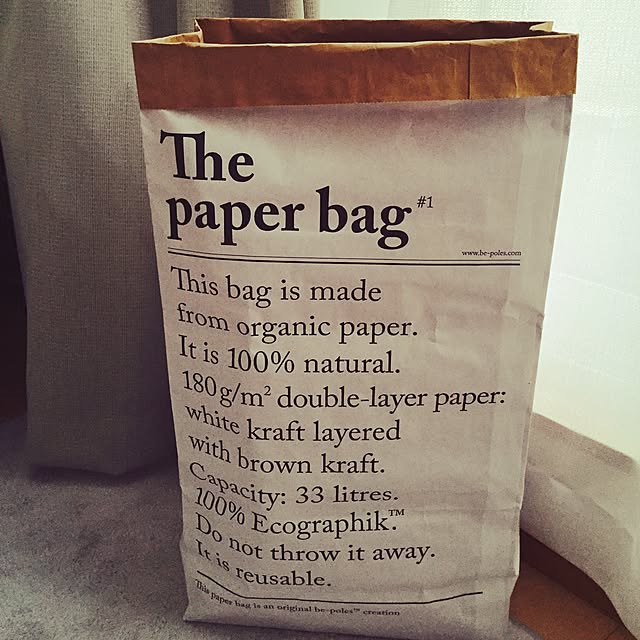 The
paper bag #1
www.be-poles.com
This bag is made
from organic paper.
It is 100% natural.
180g/m² double-layer paper:
white kraft layered
with brown kraft.
Capacity: 33 litres.
100% Ecographik.™
Do not throw it away.
It is reusable.
This paper bag is an original be-poles™ creation